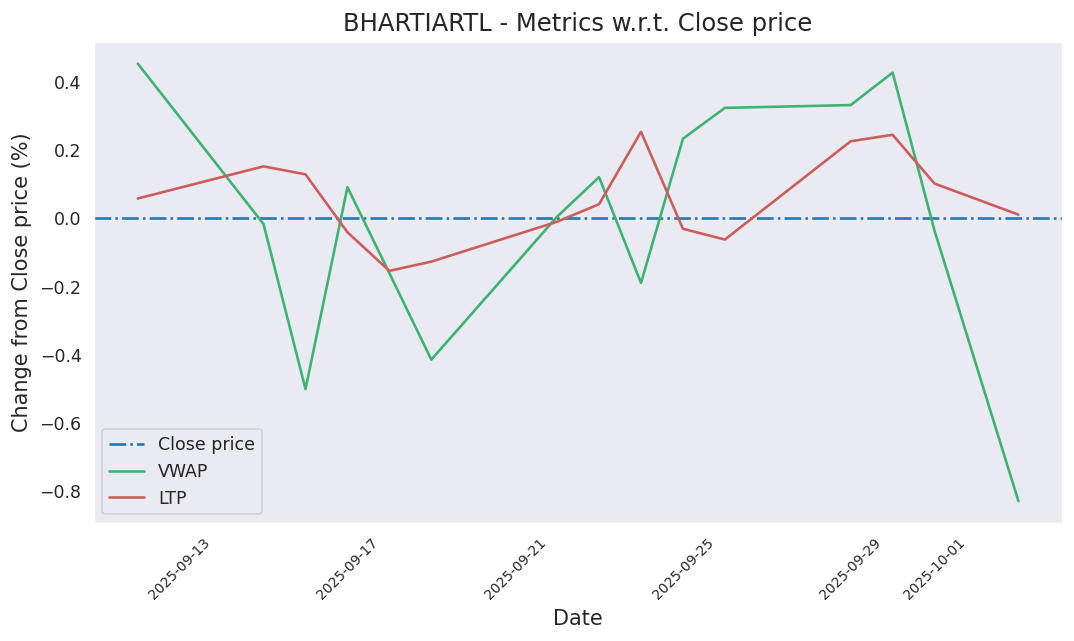 BHARTIARTL - Metrics w.r.t. Close price
Change from Close price (%)
0.4
0.2
0.0
−0.2
−0.4
−0.6
−0.8
Close price
VWAP
LTP
2025-09-13
2025-09-17
2025-09-21
2025-09-25
2025-09-29
2025-10-01
Date